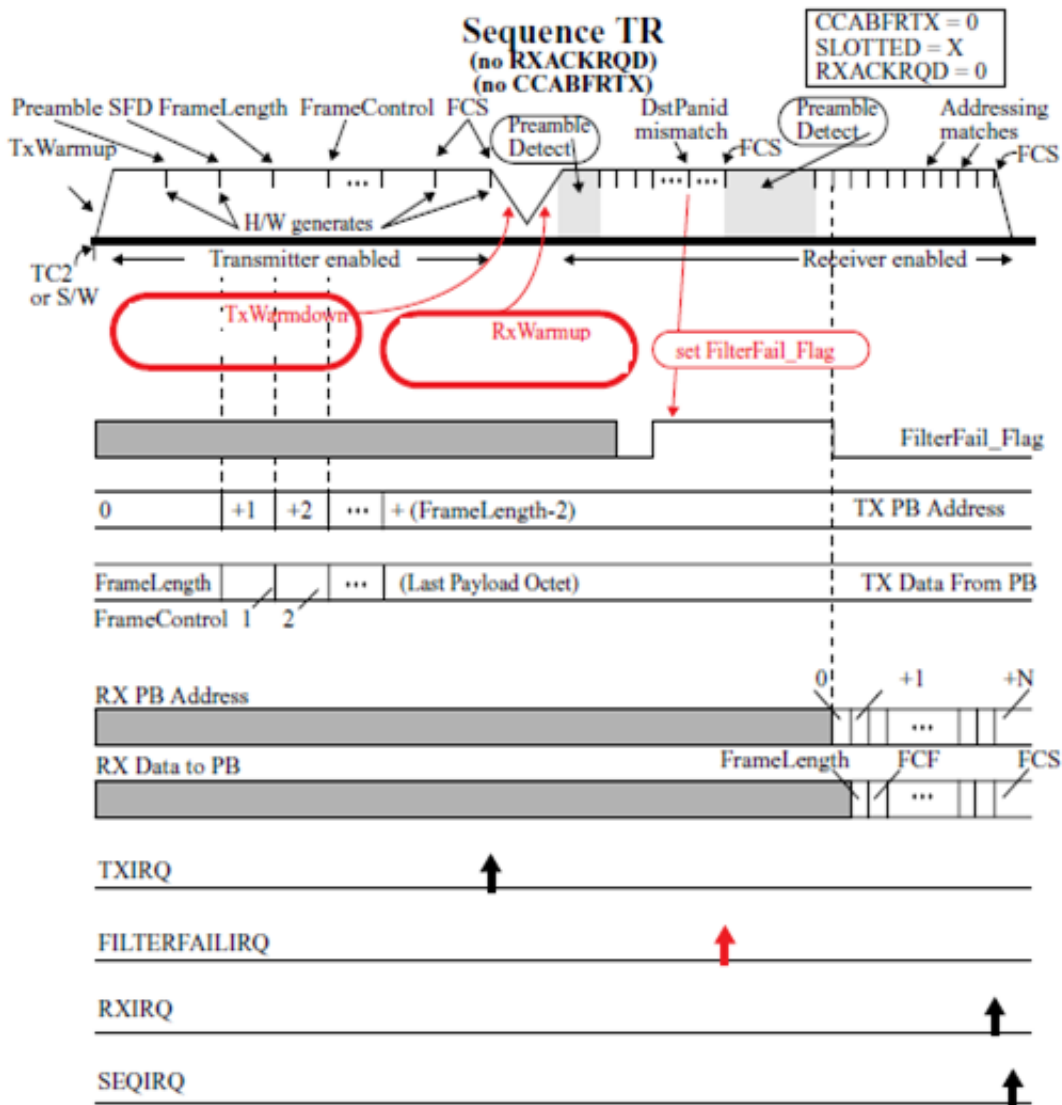 Sequence TR
(no RXACKRQD)
(no CCABFRTX)
CCABFRTX = 0
SLOTTED = X
RXACKRQD = 0
Preamble SFD FrameLength FrameControl FCS
Preamble
Detect
DstPanid
mismatch
Preamble
Detect
Addressing
matches
TxWarmup
FCS
FCS
...
... ...
H/W generates
TC2
or S/W
Transmitter enabled
Receiver enabled
TxWarmdown
RxWarmup
set FilterFail_Flag
FilterFail_Flag
0 +1 +2 ... + (FrameLength-2) TX PB Address
FrameLength ... (Last Payload Octet) TX Data From PB
FrameControl 1 2
RX PB Address 0 +1 +N
...
RX Data to PB FrameLength FCF FCS
...
TXIRQ
FILTERFAILIRQ
RXIRQ
SEQIRQ